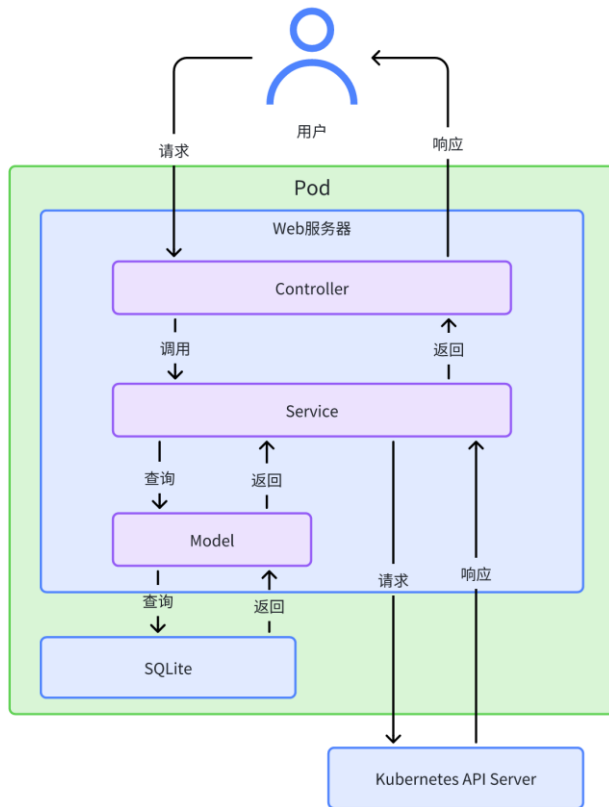 用户
请求
响应
Pod
Web服务器
Controller
调用
返回
Service
查询
返回
Model
请求
响应
查询
返回
SQLite
Kubernetes API Server